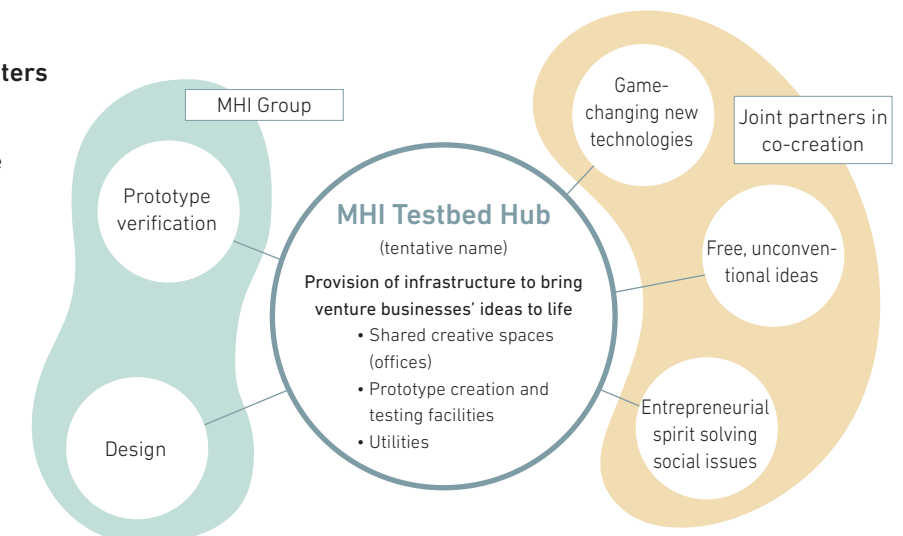 ters
e
MHI Group
Prototype
verification
Design
MHI Testbed Hub
(tentative name)
Provision of infrastructure to bring
venture businesses’ ideas to life
• Shared creative spaces
(offices)
• Prototype creation and
testing facilities
• Utilities
Game-
changing new
technologies
Joint partners in
co-creation
Free, unconven-
tional ideas
Entrepreneurial
spirit solving
social issues